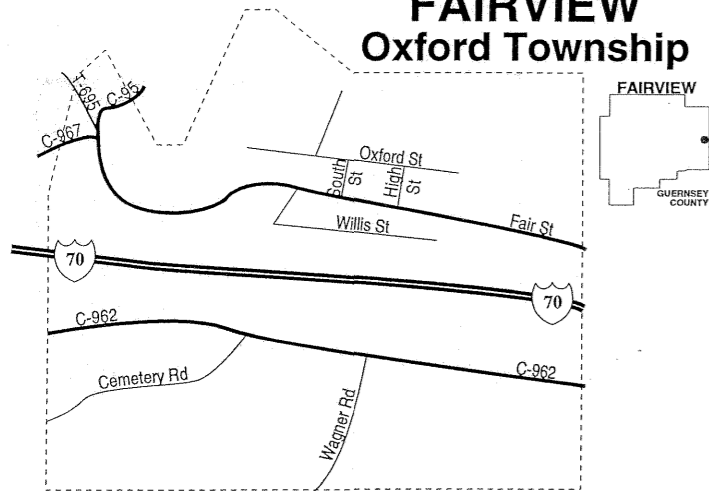 FAIRVIEW
Oxford Township
FAIRVIEW
GUERNSEY
COUNTY
T-695
C-95
C-967
Oxford St
South
St
High
St
Willis St
Fair St
70
70
C-962
C-962
Cemetery Rd
Wagner Rd